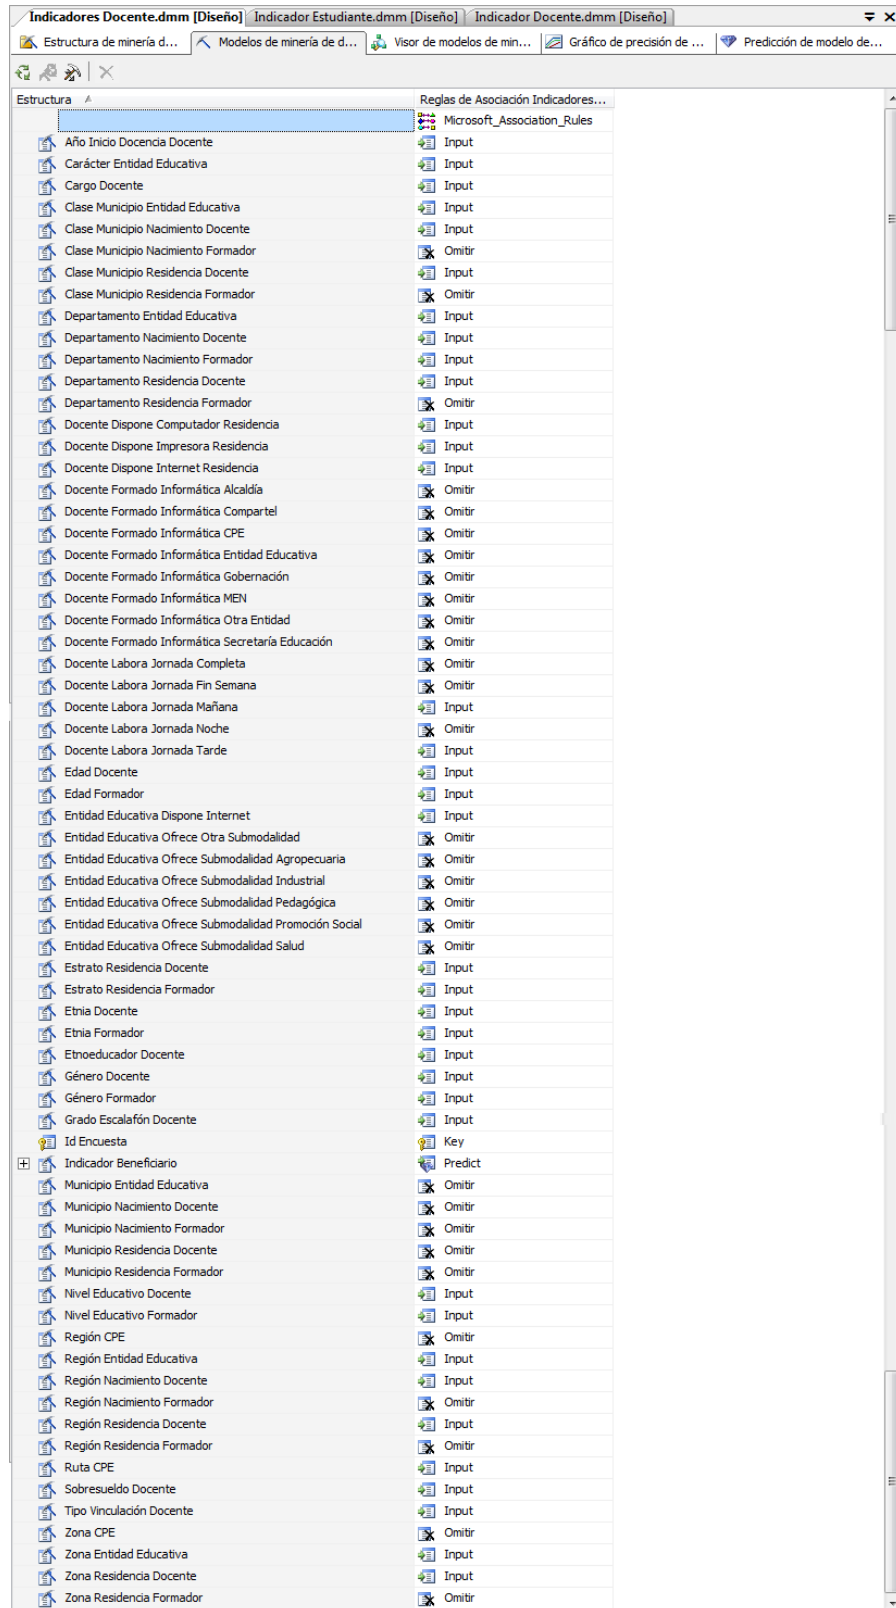 Indicadores Docente.dmm [Diseño] Indicador Estudiante.dmm [Diseño] Indicador Docente.dmm [Diseño]
Estructura de minería d... Modelos de minería de d... Visor de modelos de min... Gráfico de precisión de ... Predicción de modelo de...
Estructura Reglas de Asociación Indicadores...
Microsoft_Association_Rules
Año Inicio Docencia Docente Input
Carácter Entidad Educativa Input
Cargo Docente Input
Clase Municipio Entidad Educativa Input
Clase Municipio Nacimiento Docente Input
Clase Municipio Nacimiento Formador Omitir
Clase Municipio Residencia Docente Input
Clase Municipio Residencia Formador Omitir
Departamento Entidad Educativa Input
Departamento Nacimiento Docente Input
Departamento Nacimiento Formador Input
Departamento Residencia Docente Input
Departamento Residencia Formador Omitir
Docente Dispone Computador Residencia Input
Docente Dispone Impresora Residencia Input
Docente Dispone Internet Residencia Input
Docente Formado Informática Alcaldía Omitir
Docente Formado Informática Compartel Omitir
Docente Formado Informática CPE Omitir
Docente Formado Informática Entidad Educativa Omitir
Docente Formado Informática Gobernación Omitir
Docente Formado Informática MEN Omitir
Docente Formado Informática Otra Entidad Omitir
Docente Formado Informática Secretaría Educación Omitir
Docente Labora Jornada Completa Omitir
Docente Labora Jornada Fin Semana Omitir
Docente Labora Jornada Mañana Input
Docente Labora Jornada Noche Omitir
Docente Labora Jornada Tarde Input
Edad Docente Input
Edad Formador Input
Entidad Educativa Dispone Internet Input
Entidad Educativa Ofrece Otra Submodalidad Omitir
Entidad Educativa Ofrece Submodalidad Agropecuaria Omitir
Entidad Educativa Ofrece Submodalidad Industrial Omitir
Entidad Educativa Ofrece Submodalidad Pedagógica Omitir
Entidad Educativa Ofrece Submodalidad Promoción Social Omitir
Entidad Educativa Ofrece Submodalidad Salud Omitir
Estrato Residencia Docente Input
Estrato Residencia Formador Input
Etnia Docente Input
Etnia Formador Input
Etnoeducador Docente Input
Género Docente Input
Género Formador Input
Grado Escalafón Docente Input
Id Encuesta Key
Indicador Beneficiario Predict
Municipio Entidad Educativa Omitir
Municipio Nacimiento Docente Omitir
Municipio Nacimiento Formador Omitir
Municipio Residencia Docente Omitir
Municipio Residencia Formador Omitir
Nivel Educativo Docente Input
Nivel Educativo Formador Input
Región CPE Omitir
Región Entidad Educativa Input
Región Nacimiento Docente Input
Región Nacimiento Formador Omitir
Región Residencia Docente Input
Región Residencia Formador Omitir
Ruta CPE Input
Sobresueldo Docente Input
Tipo Vinculación Docente Input
Zona CPE Omitir
Zona Entidad Educativa Input
Zona Residencia Docente Input
Zona Residencia Formador Omitir